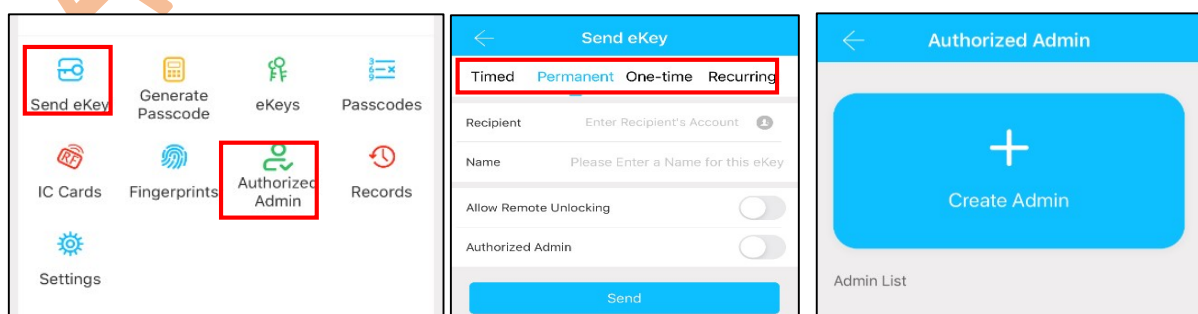 Send eKey
Generate
Passcode
eKeys
Passcodes
IC Cards
Fingerprints
Authorized
Admin
Records
Settings
Send eKey
Timed Permanent One-time Recurring
Recipient Enter Recipient's Account
Name Please Enter a Name for this eKey
Allow Remote Unlocking
Authorized Admin
Send
Authorized Admin
Create Admin
Admin List